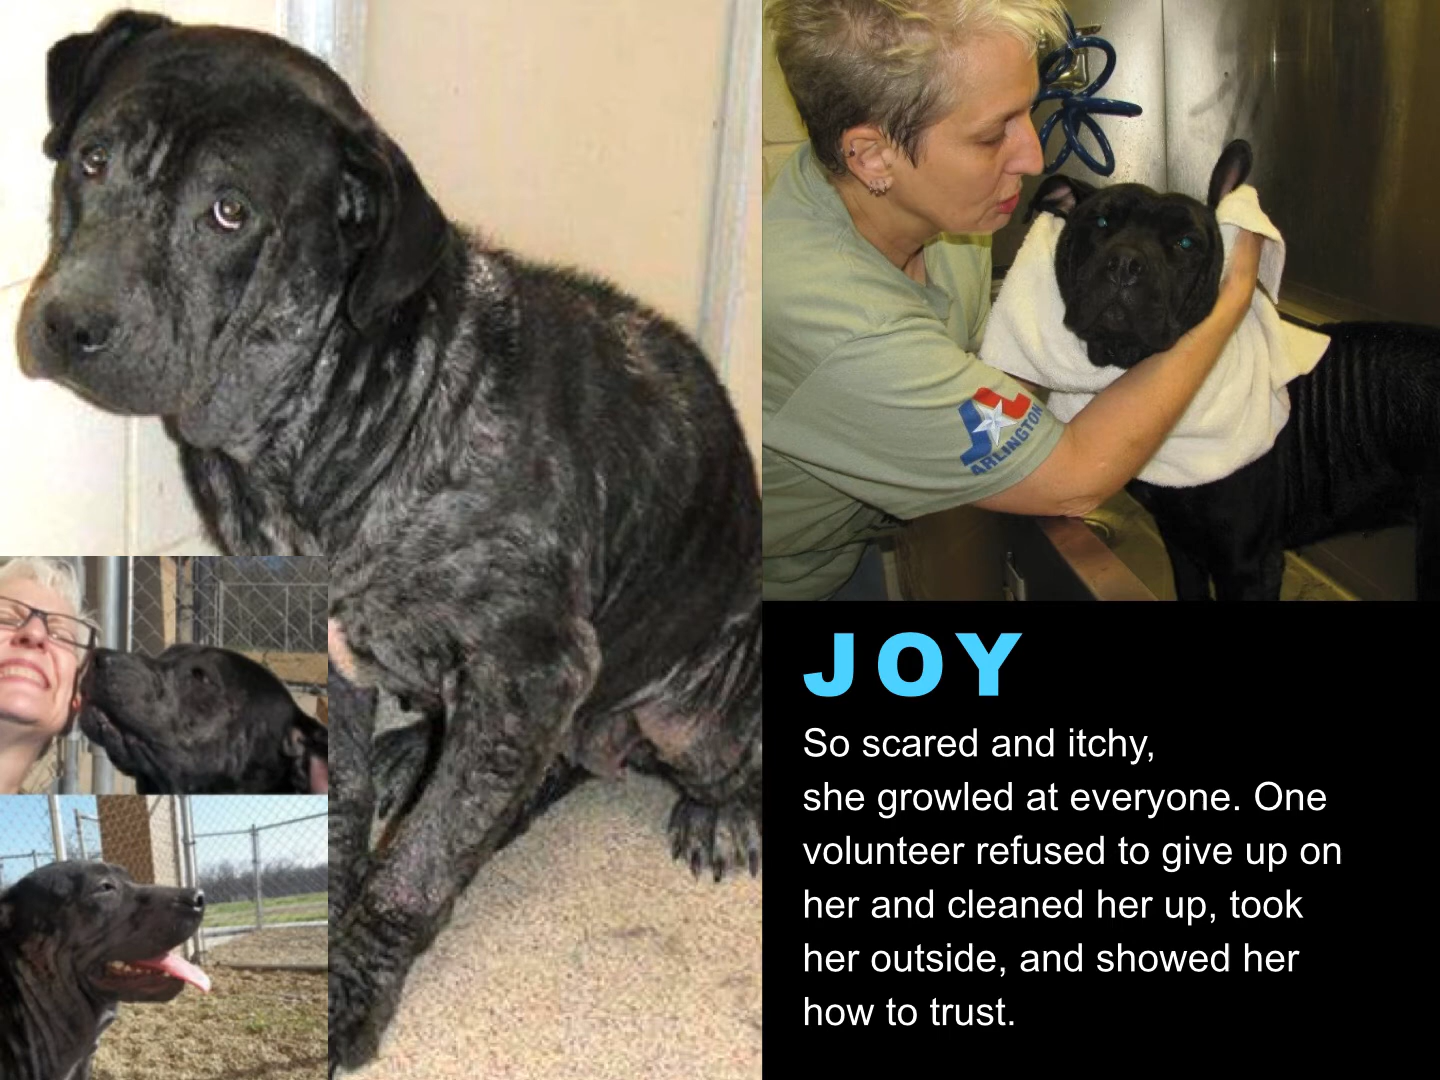 ARLINGTON
JOY
So scared and itchy,
she growled at everyone. One
volunteer refused to give up on
her and cleaned her up, took
her outside, and showed her
how to trust.